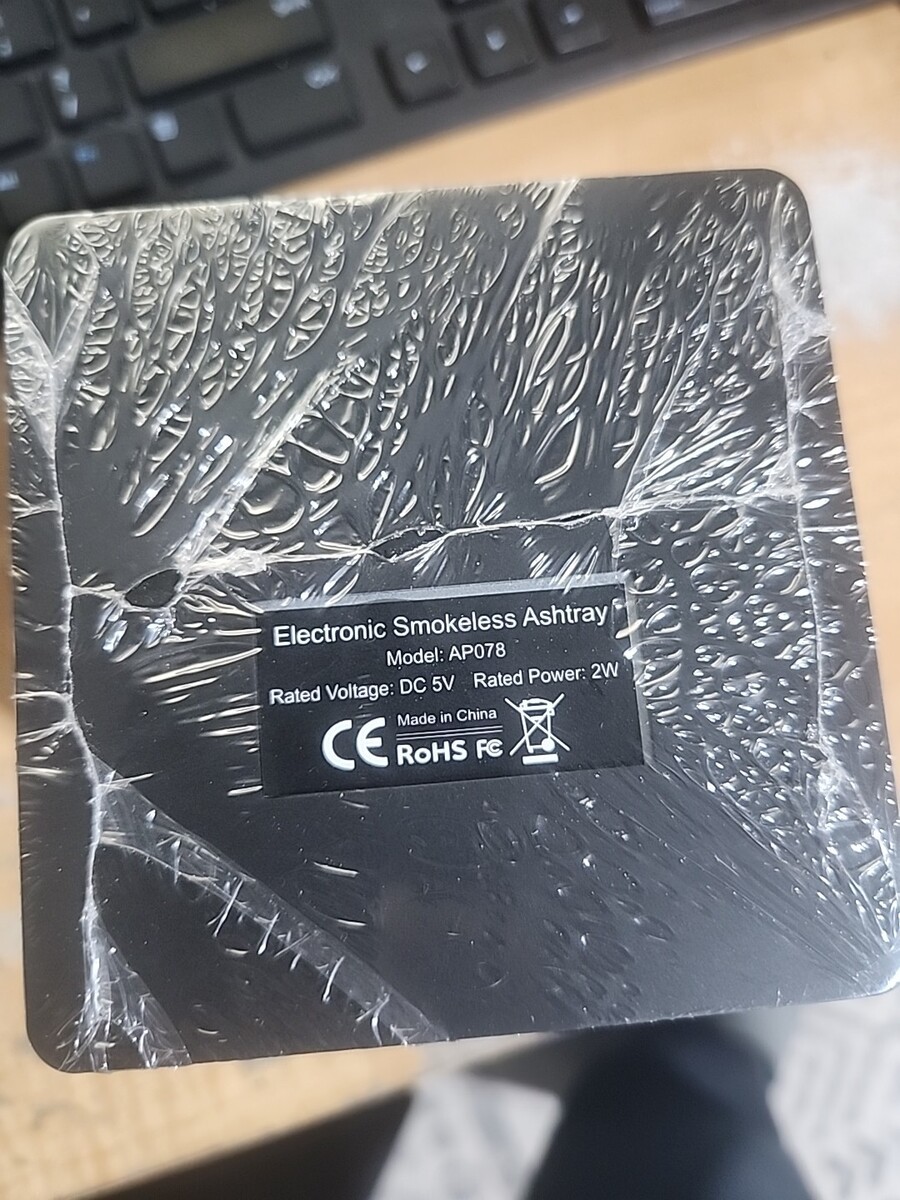 Electronic Smokeless Ashtray
Model: AP078
Rated Voltage: DC 5V Rated Power: 2W
CE Made in China
RoHS FC